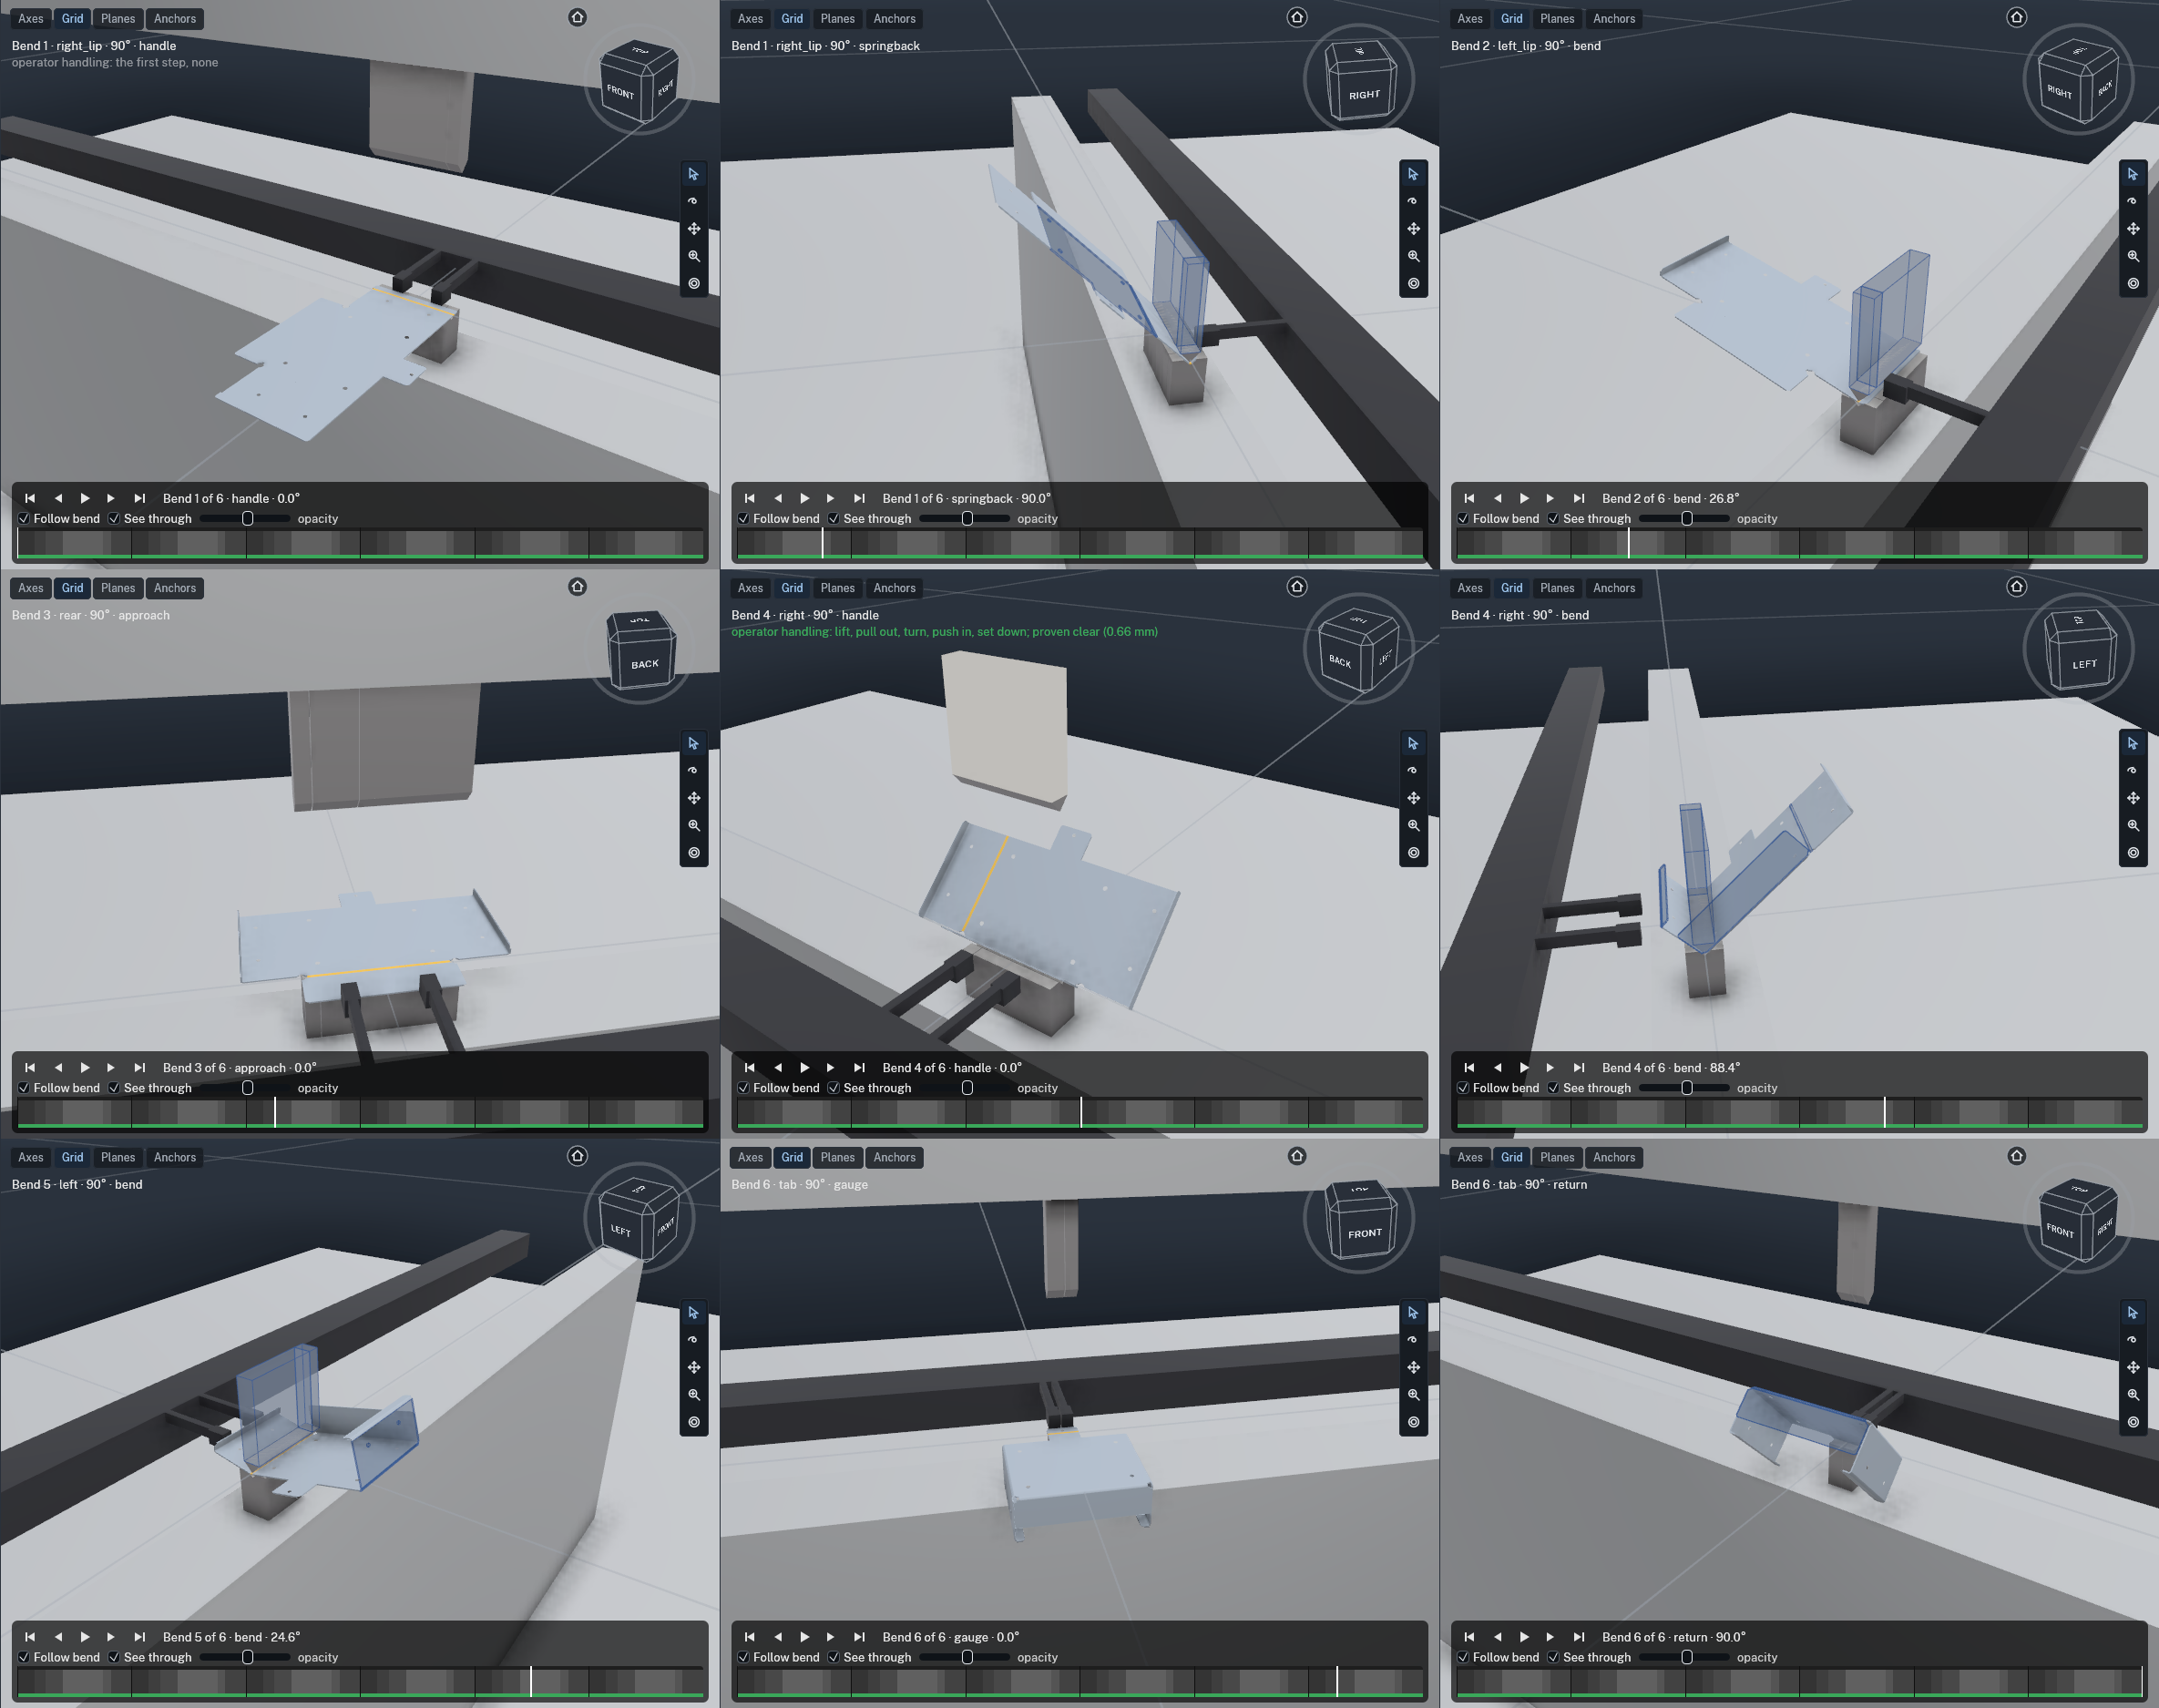 Axes Grid Planes Anchors
Bend 1 · right_lip · 90° · handle
operator handling: the first step, none
TOP
FRONT
RIGHT
Bend 1 of 6 · handle · 0.0°
Follow bend See through opacity
Axes Grid Planes Anchors
Bend 1 · right_lip · 90° · springback
RIGHT
Bend 1 of 6 · springback · 90.0°
Follow bend See through opacity
Axes Grid Planes Anchors
Bend 2 · left_lip · 90° · bend
RIGHT
BACK
Bend 2 of 6 · bend · 26.8°
Follow bend See through opacity
Axes Grid Planes Anchors
Bend 3 · rear · 90° · approach
TOP
BACK
Bend 3 of 6 · approach · 0.0°
Follow bend See through opacity
Axes Grid Planes Anchors
Bend 4 · right · 90° · handle
operator handling: lift, pull out, turn, push in, set down; proven clear (0.66 mm)
BACK
LEFT
Bend 4 of 6 · handle · 0.0°
Follow bend See through opacity
Axes Grid Planes Anchors
Bend 4 · right · 90° · bend
LEFT
Bend 4 of 6 · bend · 88.4°
Follow bend See through opacity
Axes Grid Planes Anchors
Bend 5 · left · 90° · bend
LEFT
FRONT
Bend 5 of 6 · bend · 24.6°
Follow bend See through opacity
Axes Grid Planes Anchors
Bend 6 · tab · 90° · gauge
TOP
FRONT
Bend 6 of 6 · gauge · 0.0°
Follow bend See through opacity
Axes Grid Planes Anchors
Bend 6 · tab · 90° · return
TOP
FRONT
RIGHT
Bend 6 of 6 · return · 90.0°
Follow bend See through opacity